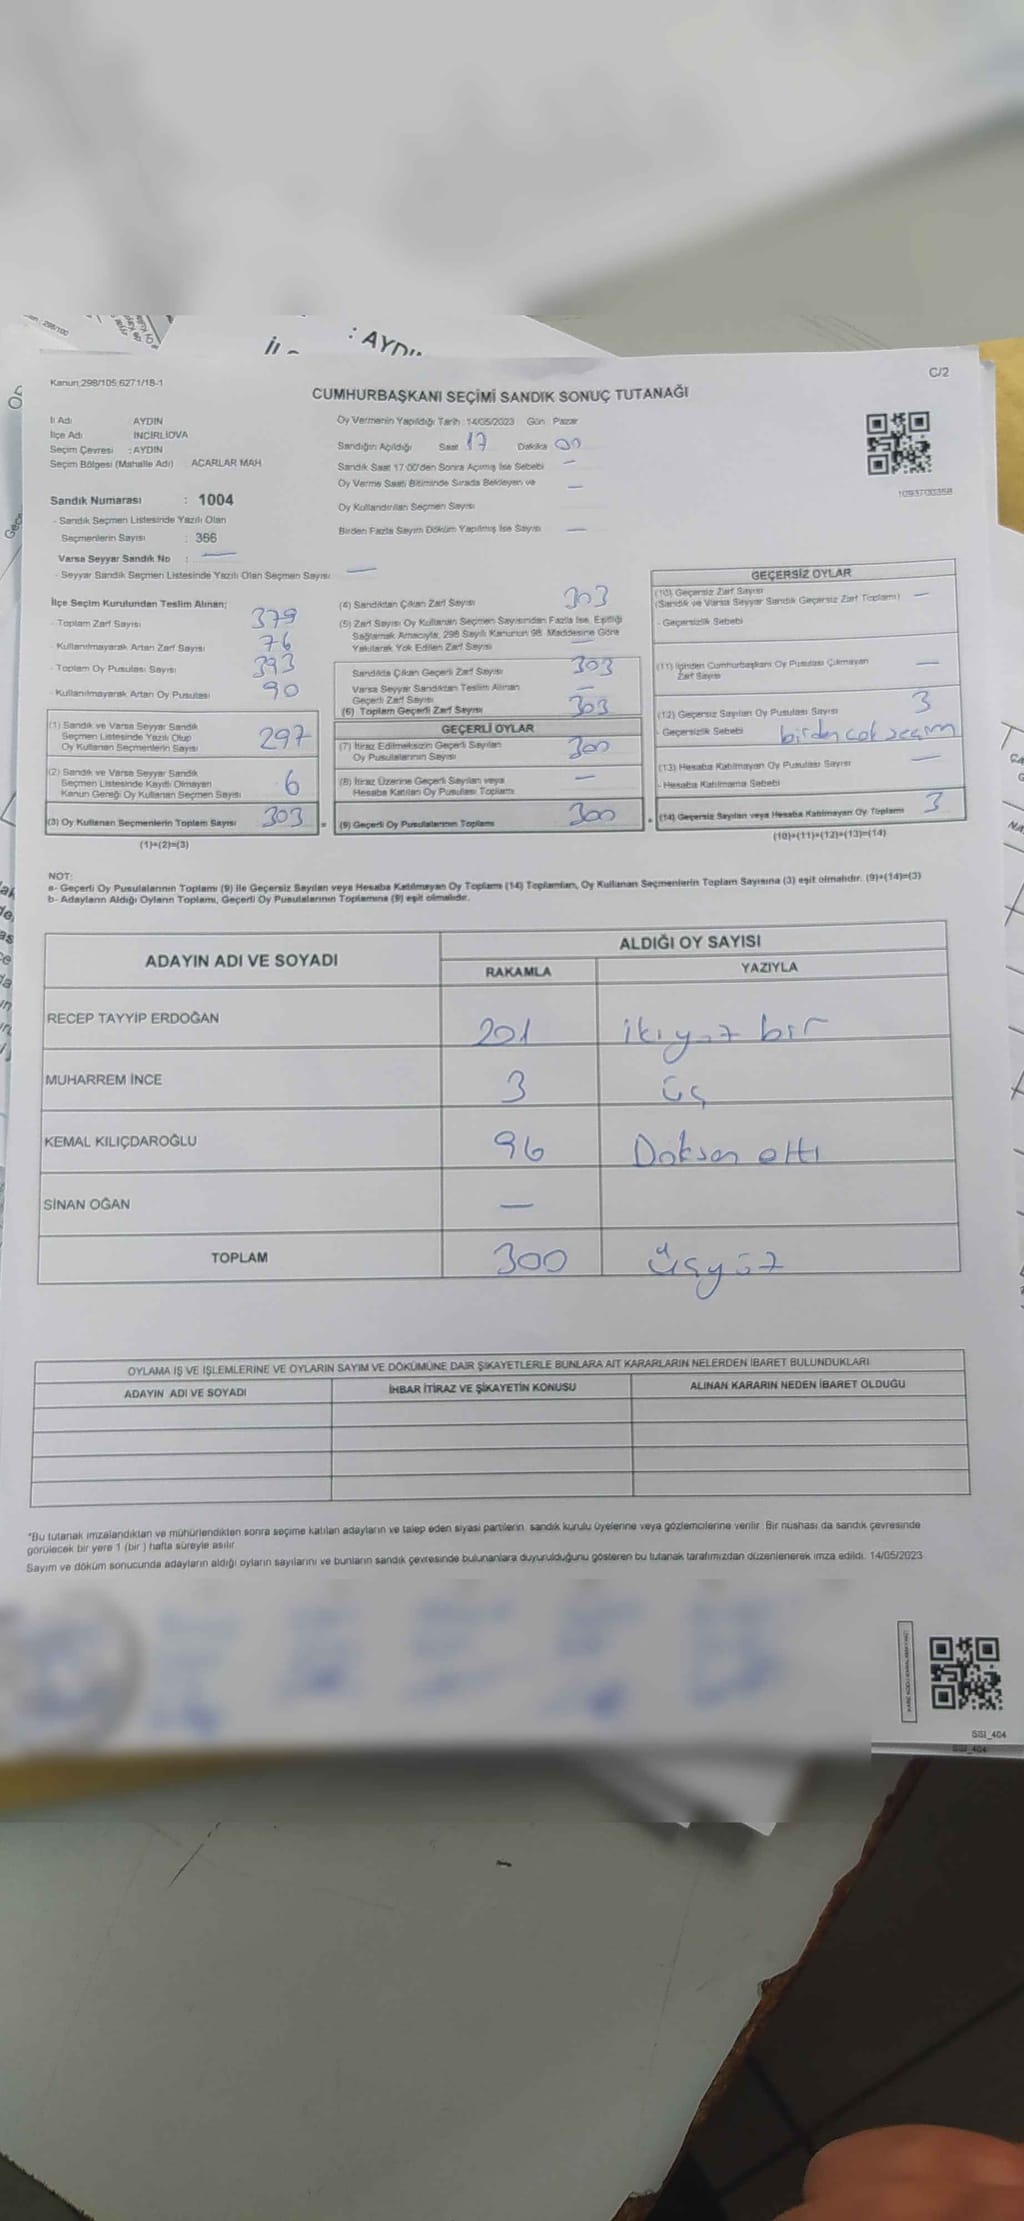 : AYDIN
C/2
Kanun:298/105;6271/18-1
CUMHURBAŞKANI SEÇİMİ SANDIK SONUÇ TUTANAĞI
İl Adı AYDIN
İlçe Adı İNCİRLİOVA
Seçim Çevresi : AYDIN
Seçim Bölgesi (Mahalle Adı) ACARLAR MAH
Sandık Numarası : 1004
- Sandık Seçmen Listesinde Yazılı Olan
Seçmenlerin Sayısı : 366
Varsa Seyyar Sandık No : —
- Seyyar Sandık Seçmen Listesinde Yazılı Olan Seçmen Sayısı —
Oy Vermenin Yapıldığı Tarih : 14/05/2023 Gün : Pazar
Sandığın Açıldığı Saat 17 Dakika 00
Sandık Saat 17:00'den Sonra Açımış İse Sebebi —
Oy Verme Saati Bitiminde Sırada Bekleyen ve —
Oy Kullandırılan Seçmen Sayısı
Birden Fazla Sayım Döküm Yapılmış İse Sayısı —
1093700358
İlçe Seçim Kurulundan Teslim Alınan;
- Toplam Zarf Sayısı 379
- Kullanılmayarak Artan Zarf Sayısı 76
- Toplam Oy Pusulası Sayısı 393
- Kullanılmayarak Artan Oy Pusulası 90
(1) Sandık ve Varsa Seyyar Sandık
Seçmen Listesinde Yazılı Olup
Oy Kullanan Seçmenlerin Sayısı 297
(2) Sandık ve Varsa Seyyar Sandık
Seçmen Listesinde Kayıtlı Olmayan
Kanun Gereği Oy Kullanan Seçmen Sayısı 6
(3) Oy Kullanan Seçmenlerin Toplam Sayısı 303 =
(1)+(2)=(3)
(4) Sandıktan Çıkan Zarf Sayısı 303
(5) Zarf Sayısı Oy Kullanan Seçmen Sayısından Fazla İse, Eşitliği
Sağlamak Amacıyla, 298 Sayılı Kanunun 98. Maddesine Göre
Yakılarak Yok Edilen Zarf Sayısı —
Sandıkta Çıkan Geçerli Zarf Sayısı 303
Varsa Seyyar Sandıktan Teslim Alınan
Geçerli Zarf Sayısı —
(6) Toplam Geçerli Zarf Sayısı 303
GEÇERLİ OYLAR
(7) İtiraz Edilmeksizin Geçerli Sayılan
Oy Pusulası Sayısı 300
(8) İtiraz Üzerine Geçerli Sayılan veya
Hesaba Katılan Oy Pusulası Toplamı —
(9) Geçerli Oy Pusulalarının Toplamı 300 +
GEÇERSİZ OYLAR
(10) Geçersiz Zarf Sayısı
(Sandık ve Varsa Seyyar Sandık Geçersiz Zarf Toplamı) —
- Geçersizlik Sebebi
(11) İçinden Cumhurbaşkanı Oy Pusulası Çıkmayan
Zarf Sayısı —
(12) Geçersiz Sayılan Oy Pusulası Sayısı 3
- Geçersizlik Sebebi birden çok seçim
(13) Hesaba Katılmayan Oy Pusulası Sayısı —
- Hesaba Katılmama Sebebi
(14) Geçersiz Sayılan veya Hesaba Katılmayan Oy Toplamı 3
(10)+(11)+(12)+(13)=(14)
NOT:
a- Geçerli Oy Pusulalarının Toplamı (9) ile Geçersiz Sayılan veya Hesaba Katılmayan Oy Toplamı (14) Toplamları, Oy Kullanan Seçmenlerin Toplam Sayısına (3) eşit olmalıdır. (9)+(14)=(3)
b- Adayların Aldığı Oyların Toplamı, Geçerli Oy Pusulalarının Toplamına (9) eşit olmalıdır.
ADAYIN ADI VE SOYADI ALDIĞI OY SAYISI
RAKAMLA YAZIYLA
RECEP TAYYİP ERDOĞAN 201 ikiyüz bir
MUHARREM İNCE 3 üç
KEMAL KILIÇDAROĞLU 96 Doksan altı
SİNAN OĞAN —
TOPLAM 300 Üçyüz
OYLAMA İŞ VE İŞLEMLERİNE VE OYLARIN SAYIM VE DÖKÜMÜNE DAİR ŞİKAYETLERLE BUNLARA AİT KARARLARIN NELERDEN İBARET BULUNDUKLARI
ADAYIN ADI VE SOYADI İHBAR İTİRAZ VE ŞİKAYETİN KONUSU ALINAN KARARIN NEDEN İBARET OLDUĞU
*Bu tutanak imzalandıktan ve mühürlendikten sonra seçime katılan adayların ve talep eden siyasi partilerin, sandık kurulu üyelerine veya gözlemcilerine verilir. Bir nüshası da sandık çevresinde
görülecek bir yere 1 (bir ) hafta süreyle asılır.
Sayım ve döküm sonucunda adayların aldığı oyların sayılarını ve bunların sandık çevresinde bulunanlara duyurulduğunu gösteren bu tutanak tarafımızdan düzenlenerek imza edildi. 14/05/2023
SSI_404